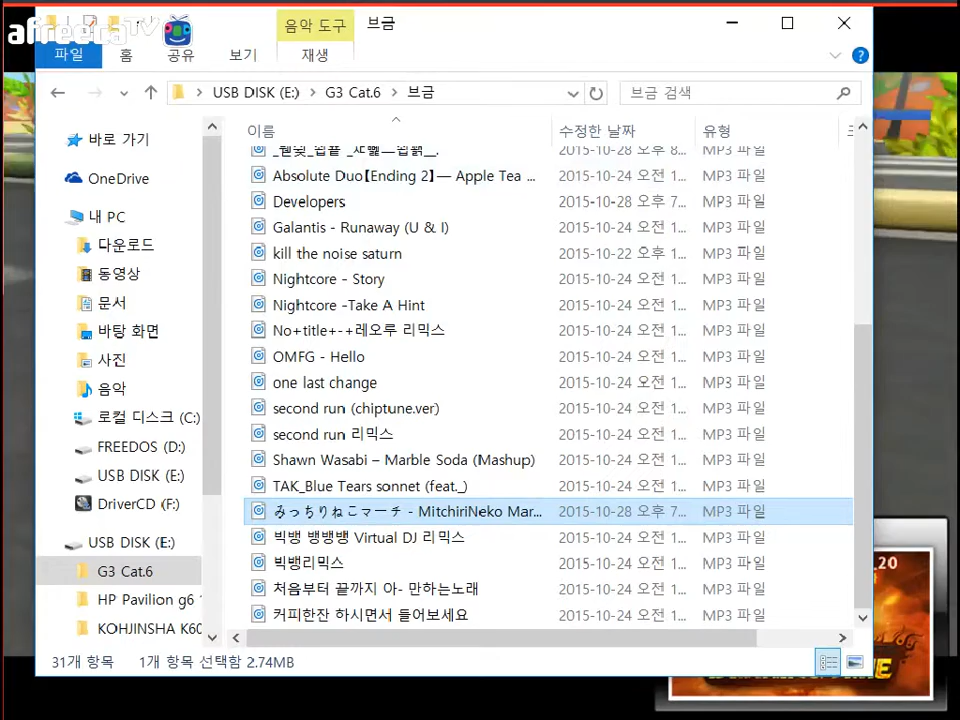 afreecaTV
음악 도구
브금
파일
홈
공유
보기
재생
USB DISK (E:) > G3 Cat.6 > 브금
브금 검색
이름 수정한 날짜 유형 크
바로 가기
OneDrive
내 PC
다운로드
동영상
문서
바탕 화면
사진
음악
로컬 디스크 (C:)
FREEDOS (D:)
USB DISK (E:)
DriverCD (F:)
USB DISK (E:)
G3 Cat.6
HP Pavilion g6
KOHJINSHA K60
2015-10-28 오후 8... MP3 파일
Absolute Duo【Ending 2】— Apple Tea ... 2015-10-24 오전 1... MP3 파일
Developers 2015-10-28 오후 7... MP3 파일
Galantis - Runaway (U & I) 2015-10-24 오전 1... MP3 파일
kill the noise saturn 2015-10-22 오후 9... MP3 파일
Nightcore - Story 2015-10-24 오전 1... MP3 파일
Nightcore -Take A Hint 2015-10-24 오전 1... MP3 파일
No+title+-+레오루 리믹스 2015-10-24 오전 1... MP3 파일
OMFG - Hello 2015-10-24 오전 1... MP3 파일
one last change 2015-10-24 오전 1... MP3 파일
second run (chiptune.ver) 2015-10-24 오전 1... MP3 파일
second run 리믹스 2015-10-24 오전 1... MP3 파일
Shawn Wasabi – Marble Soda (Mashup) 2015-10-24 오전 1... MP3 파일
TAK_Blue Tears sonnet (feat._) 2015-10-24 오전 1... MP3 파일
みっちりねこマーチ - MitchiriNeko Mar... 2015-10-28 오후 7... MP3 파일
빅뱅 뱅뱅뱅 Virtual DJ 리믹스 2015-10-24 오전 1... MP3 파일
빅뱅리믹스 2015-10-24 오전 1... MP3 파일
처음부터 끝까지 아- 만하는노래 2015-10-24 오전 1... MP3 파일
커피한잔 하시면서 들어보세요 2015-10-24 오전 1... MP3 파일
31개 항목 1개 항목 선택함 2.74MB